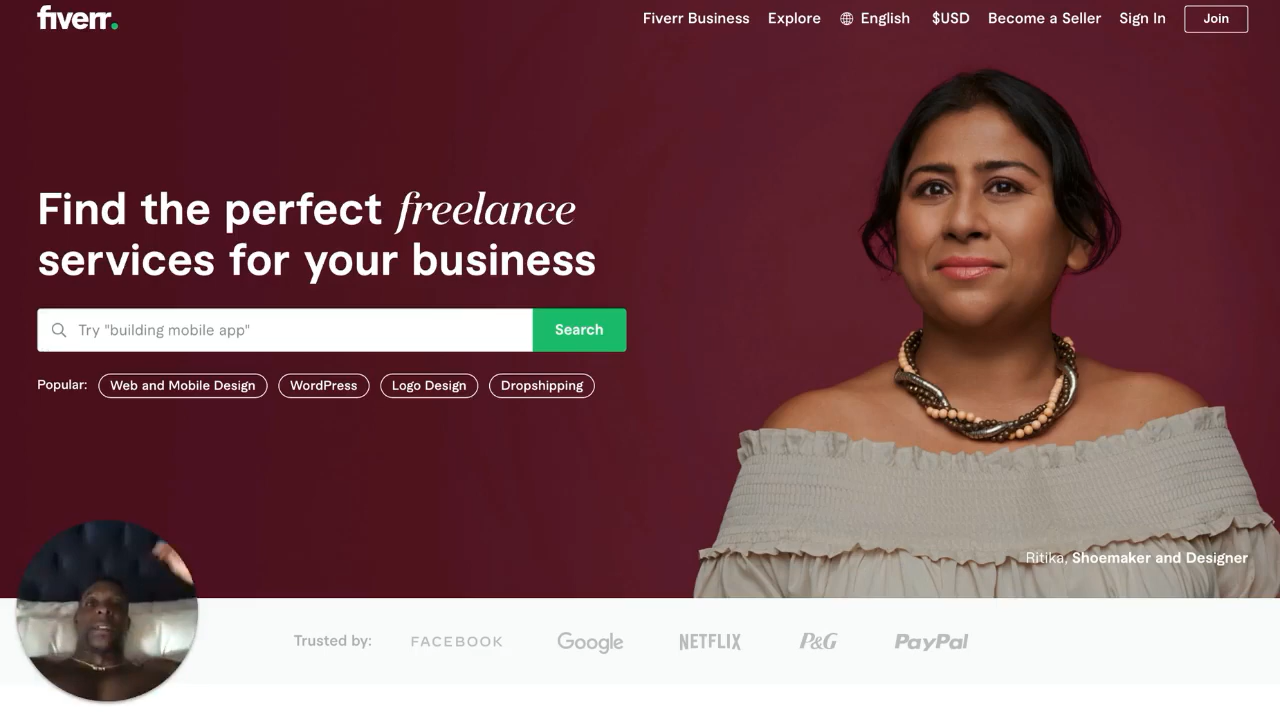 fiverr.
Fiverr Business Explore English $USD Become a Seller Sign In Join
Find the perfect freelance
services for your business
Try "building mobile app" Search
Popular: Web and Mobile Design WordPress Logo Design Dropshipping
Ritika, Shoemaker and Designer
Trusted by: FACEBOOK Google NETFLIX P&G PayPal